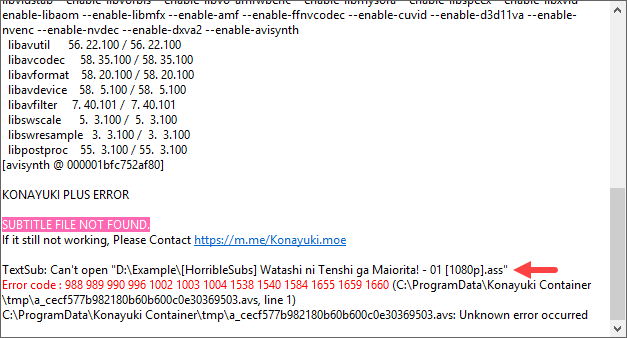 enable-libaom --enable-libvorbis --enable-libvo-amrwbenc --enable-libmysofa --enable-libspeex --enable-libxvid --
enable-libaom --enable-libmfx --enable-amf --enable-ffnvcodec --enable-cuvid --enable-d3d11va --enable-
nvenc --enable-nvdec --enable-dxva2 --enable-avisynth
libavutil 56. 22.100 / 56. 22.100
libavcodec 58. 35.100 / 58. 35.100
libavformat 58. 20.100 / 58. 20.100
libavdevice 58. 5.100 / 58. 5.100
libavfilter 7. 40.101 / 7. 40.101
libswscale 5. 3.100 / 5. 3.100
libswresample 3. 3.100 / 3. 3.100
libpostproc 55. 3.100 / 55. 3.100
[avisynth @ 000001bfc752af80]
KONAYUKI PLUS ERROR
SUBTITLE FILE NOT FOUND.
If it still not working, Please Contact https://m.me/Konayuki.moe
TextSub: Can't open "D:\Example\[HorribleSubs] Watashi ni Tenshi ga Maiorita! - 01 [1080p].ass"
Error code : 988 989 990 996 1002 1003 1004 1538 1540 1584 1655 1659 1660 (C:\ProgramData\Konayuki Container
\tmp\a_cecf577b982180b60b600c0e30369503.avs, line 1)
C:\ProgramData\Konayuki Container\tmp\a_cecf577b982180b60b600c0e30369503.avs: Unknown error occurred